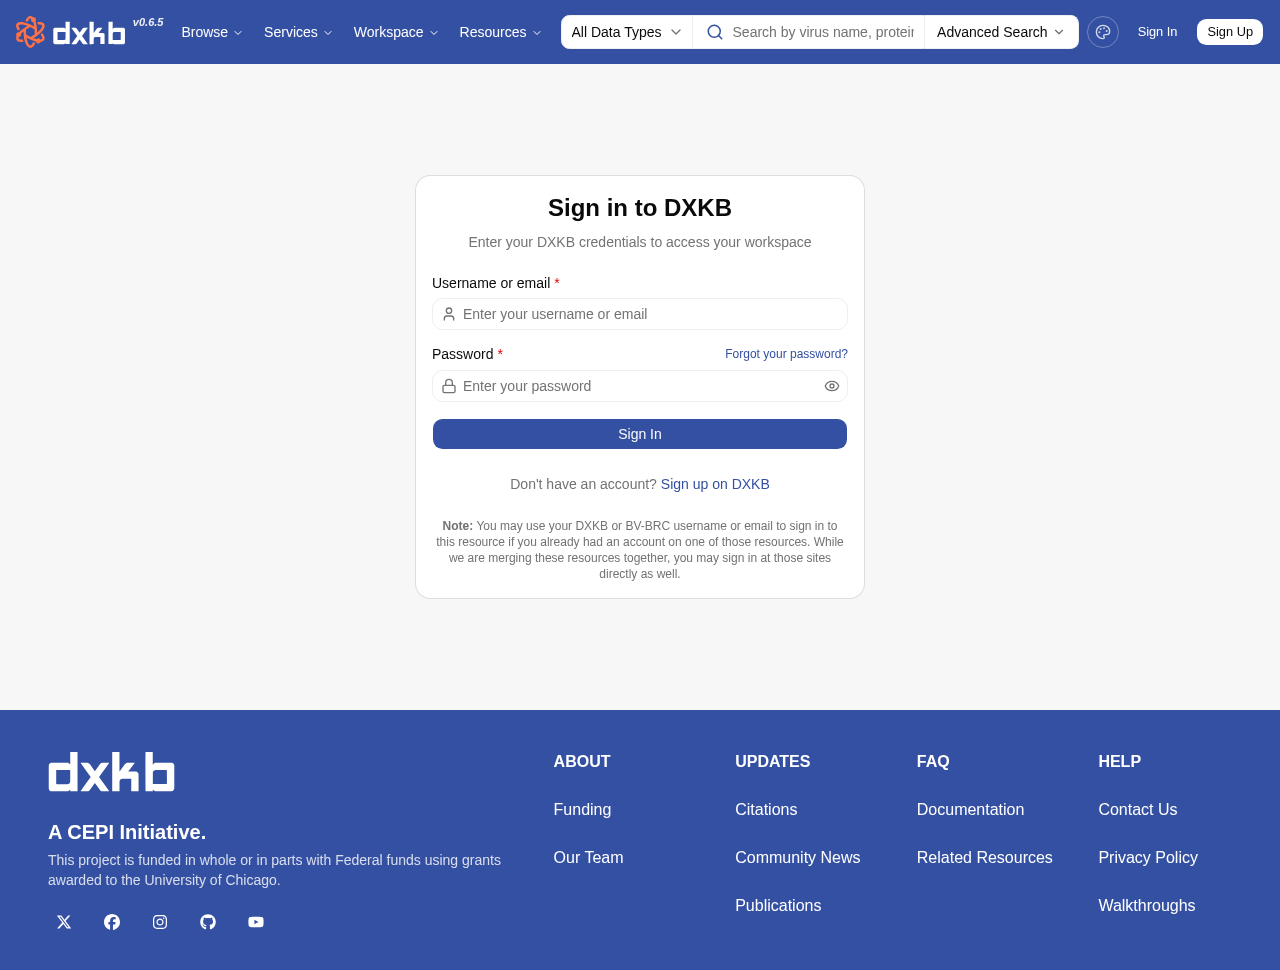 dxkb v0.6.5 Browse Services Workspace Resources All Data Types Search by virus name, protein Advanced Search Sign In Sign Up
Sign in to DXKB
Enter your DXKB credentials to access your workspace
Username or email *
Enter your username or email
Password * Forgot your password?
Enter your password
Sign In
Don't have an account? Sign up on DXKB
Note: You may use your DXKB or BV-BRC username or email to sign in to
this resource if you already had an account on one of those resources. While
we are merging these resources together, you may sign in at those sites
directly as well.
dxkb
A CEPI Initiative.
This project is funded in whole or in parts with Federal funds using grants
awarded to the University of Chicago.
ABOUT
Funding
Our Team
UPDATES
Citations
Community News
Publications
FAQ
Documentation
Related Resources
HELP
Contact Us
Privacy Policy
Walkthroughs